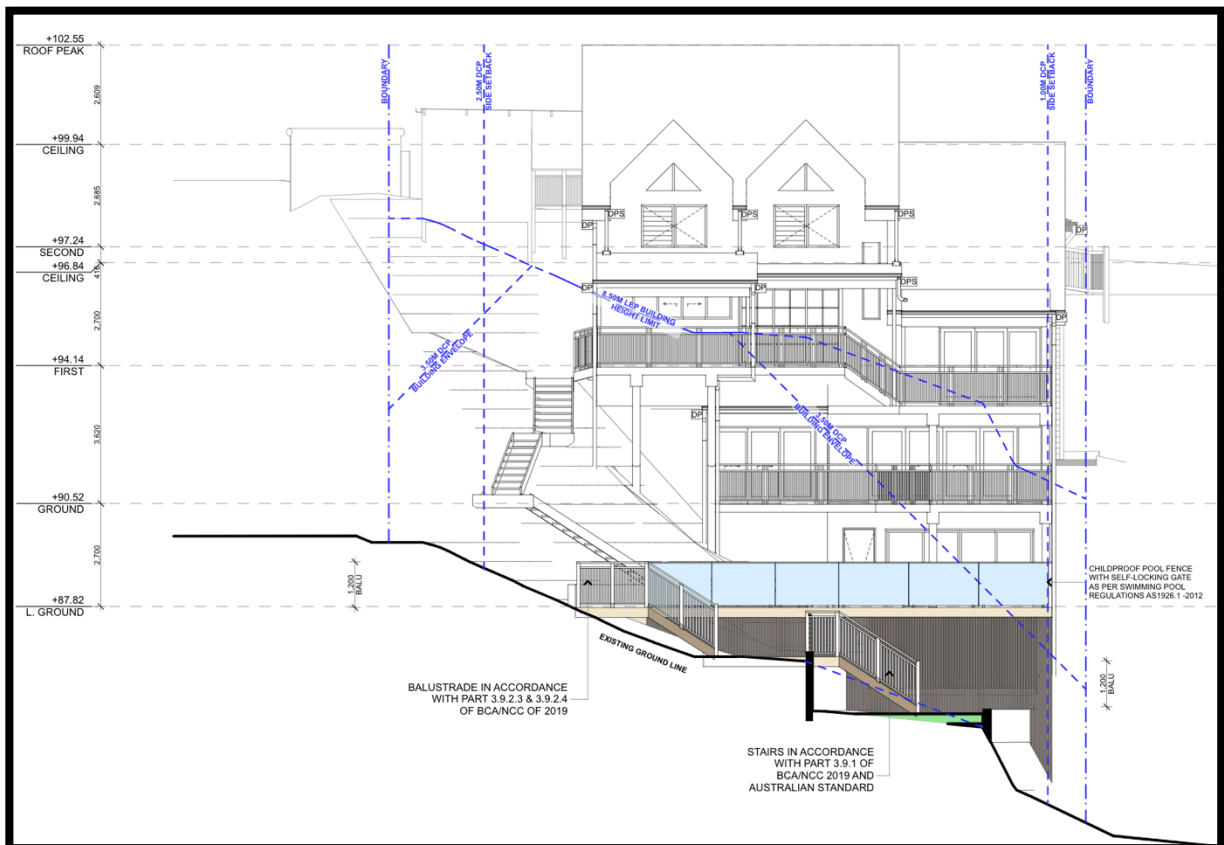 +102.55
ROOF PEAK
2,609
+99.94
CEILING
2,685
+97.24
SECOND
416
+96.84
CEILING
2,700
+94.14
FIRST
3,620
+90.52
GROUND
2,700
+87.82
L. GROUND
1,200
BALU
BOUNDARY
2.50M DCP
SIDE SETBACK
1.00M DCP
SIDE SETBACK
BOUNDARY
DPS
DP
DPS
DPS
DP
DP
DP
DPS
DP
DP
8.50M LEP BUILDING
HEIGHT LIMIT
3.50M DCP
BUILDING ENVELOPE
3.50M DCP
BUILDING ENVELOPE
CHILDPROOF POOL FENCE
WITH SELF-LOCKING GATE
AS PER SWIMMING POOL
REGULATIONS AS1926.1 -2012
EXISTING GROUND LINE
1,200
BALU
BALUSTRADE IN ACCORDANCE
WITH PART 3.9.2.3 & 3.9.2.4
OF BCA/NCC OF 2019
STAIRS IN ACCORDANCE
WITH PART 3.9.1 OF
BCA/NCC 2019 AND
AUSTRALIAN STANDARD